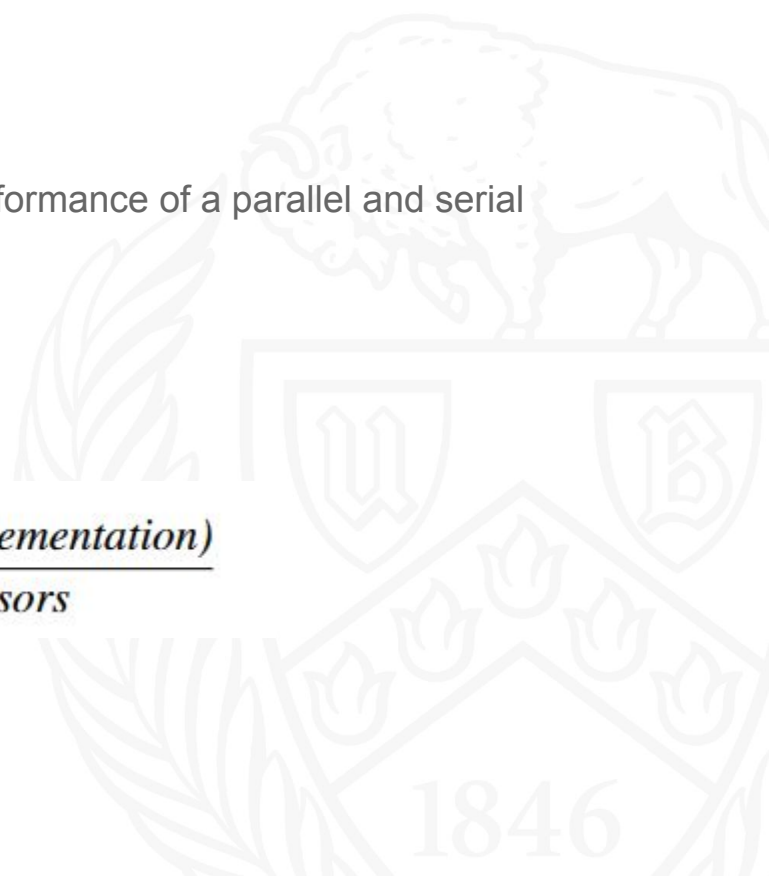 formance of a parallel and serial
ementation)
sors
U B
1846